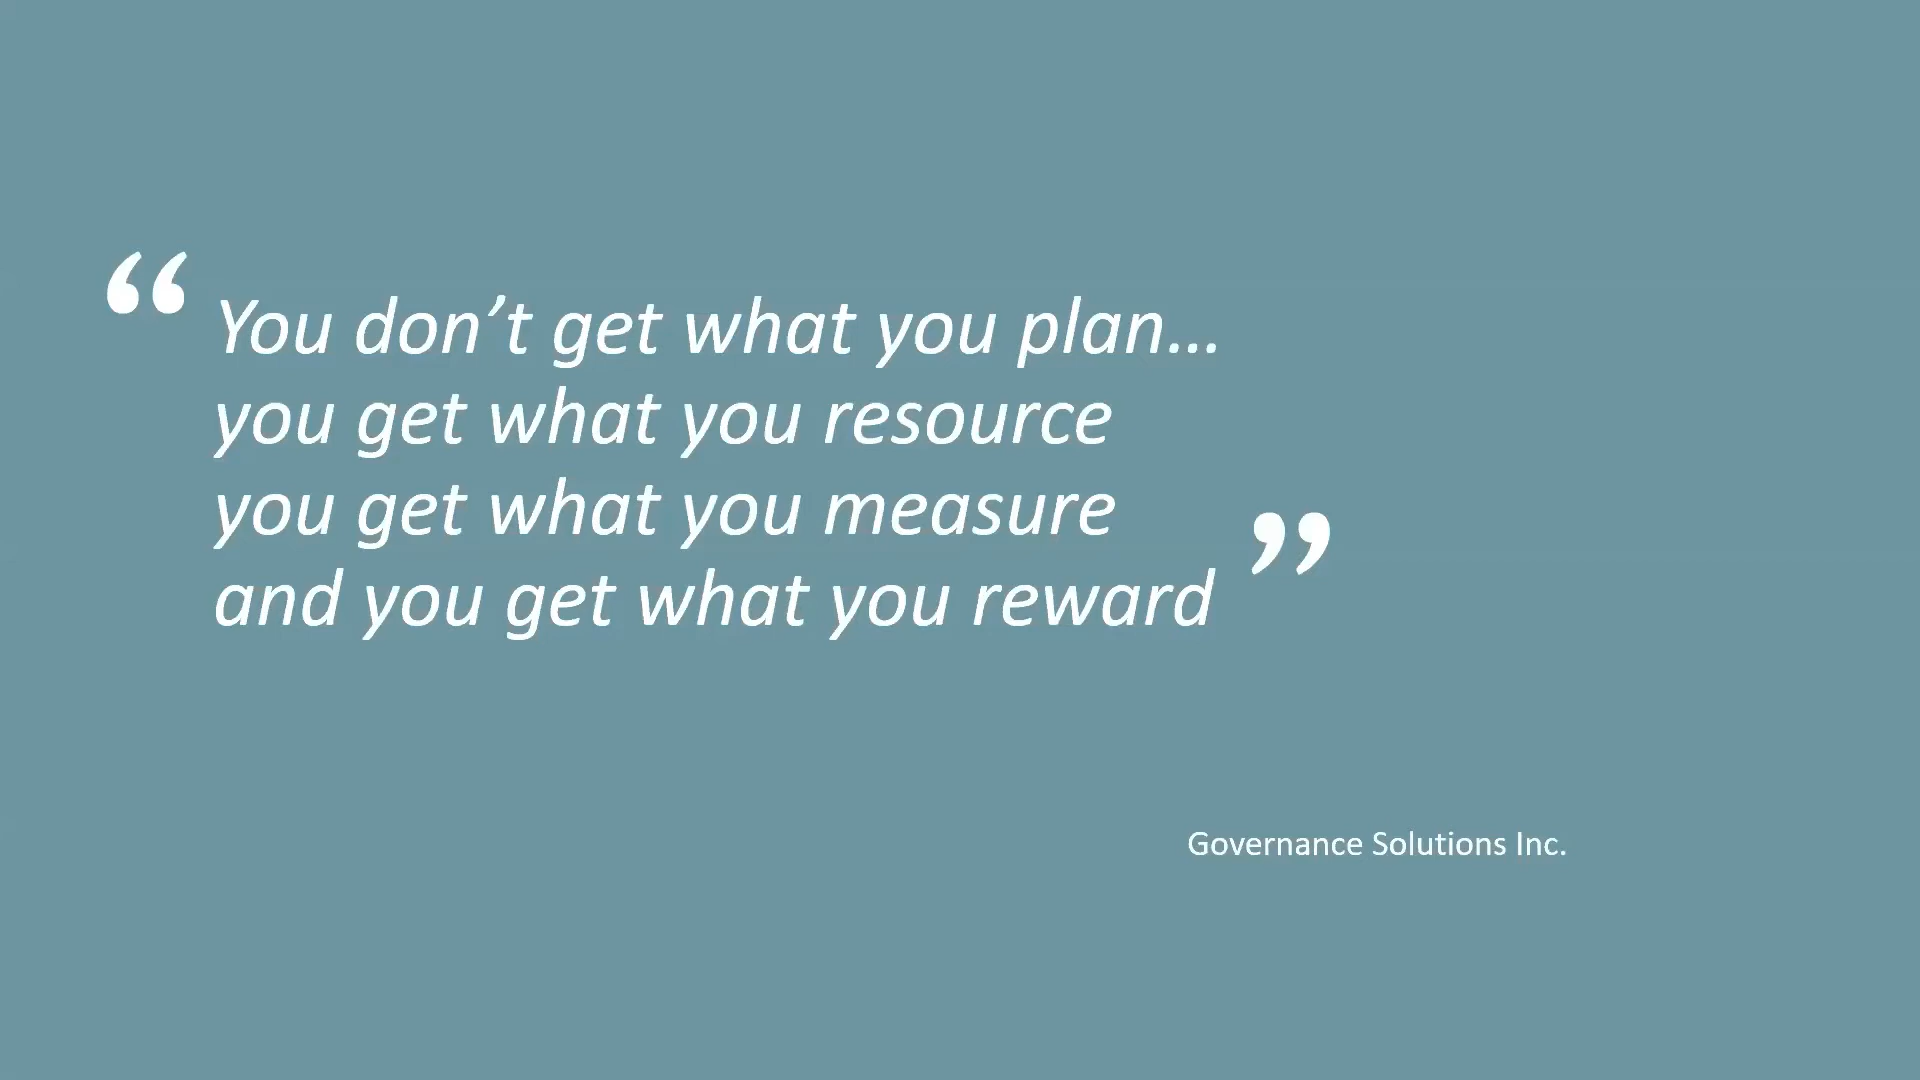 “You don’t get what you plan...
you get what you resource
you get what you measure
and you get what you reward”
Governance Solutions Inc.